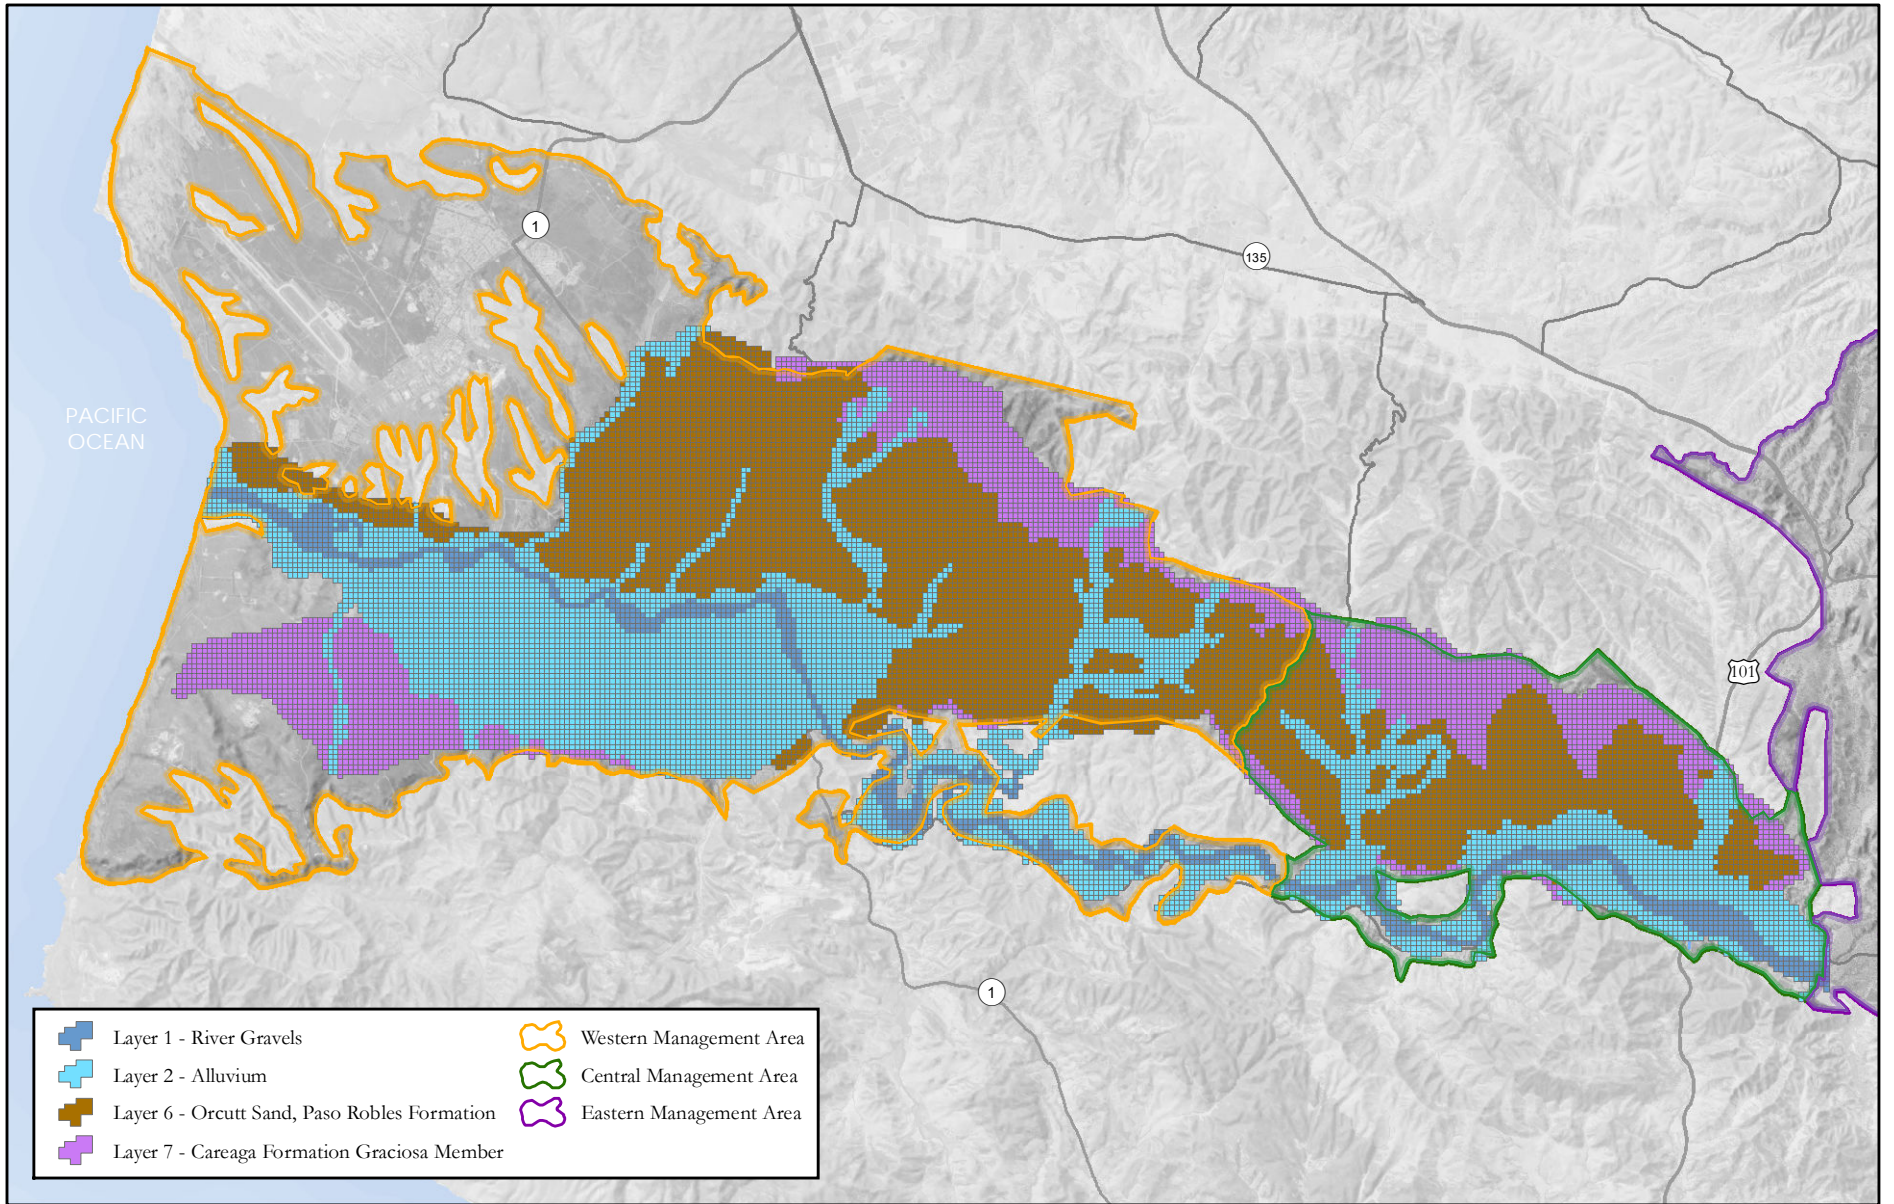 1
135
PACIFIC
OCEAN
101
1
Layer 1 - River Gravels
Layer 2 - Alluvium
Layer 6 - Orcutt Sand, Paso Robles Formation
Layer 7 - Careaga Formation Graciosa Member
Western Management Area
Central Management Area
Eastern Management Area